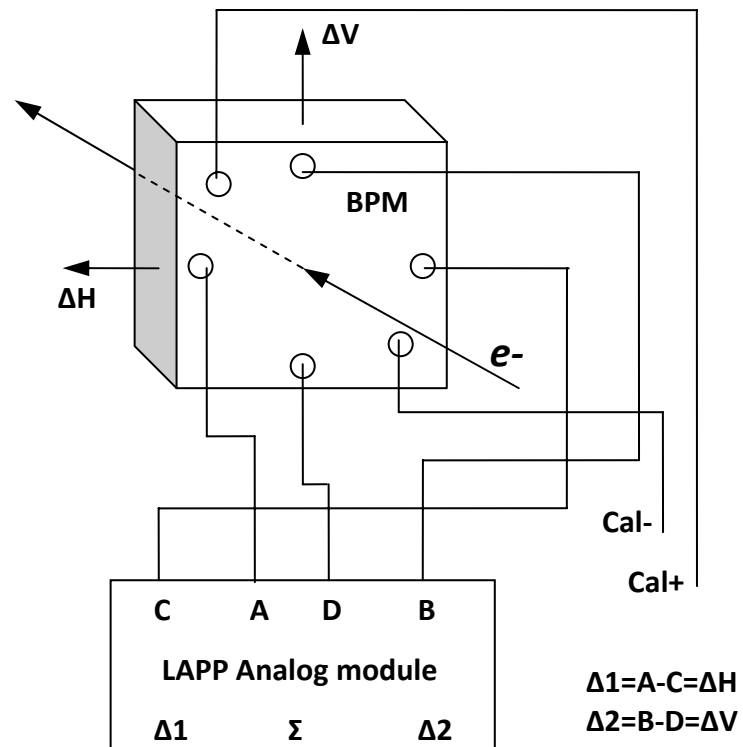 ΔV
BPM
ΔH
e-
Cal-
Cal+
C A D B
LAPP Analog module
Δ1 Σ Δ2
Δ1=A-C=ΔH
Δ2=B-D=ΔV